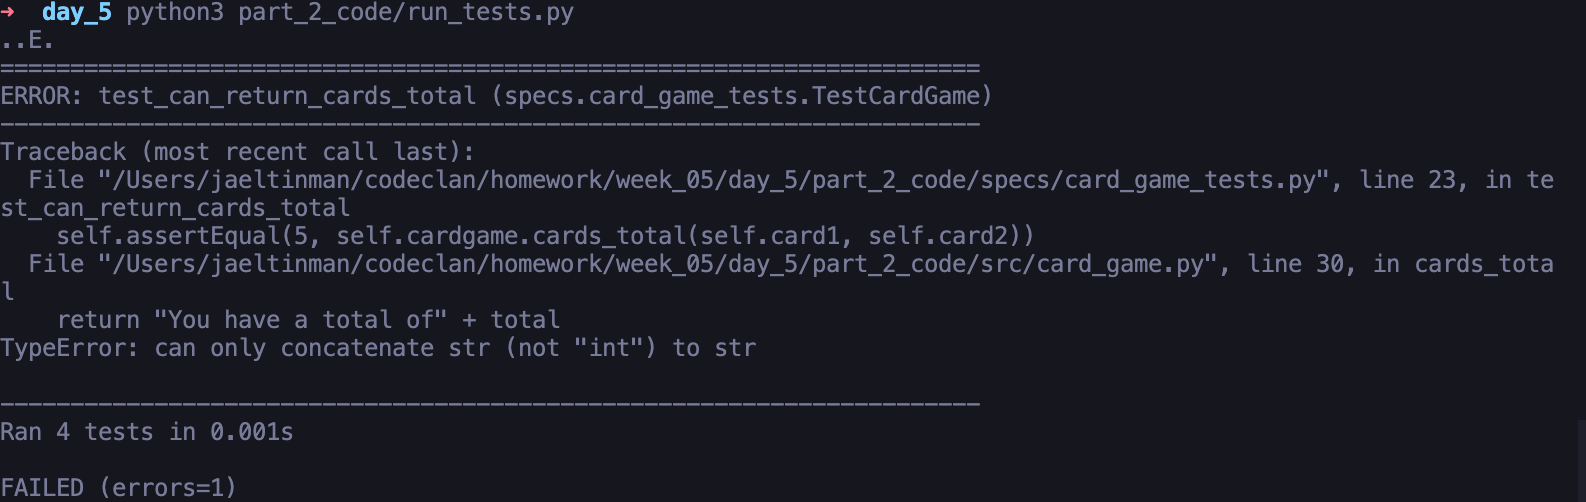 → day_5 python3 part_2_code/run_tests.py
..E.
======================================================================
ERROR: test_can_return_cards_total (specs.card_game_tests.TestCardGame)
----------------------------------------------------------------------
Traceback (most recent call last):
  File "/Users/jaeltinman/codeclan/homework/week_05/day_5/part_2_code/specs/card_game_tests.py", line 23, in te
st_can_return_cards_total
    self.assertEqual(5, self.cardgame.cards_total(self.card1, self.card2))
  File "/Users/jaeltinman/codeclan/homework/week_05/day_5/part_2_code/src/card_game.py", line 30, in cards_tota
l
    return "You have a total of" + total
TypeError: can only concatenate str (not "int") to str

----------------------------------------------------------------------
Ran 4 tests in 0.001s

FAILED (errors=1)